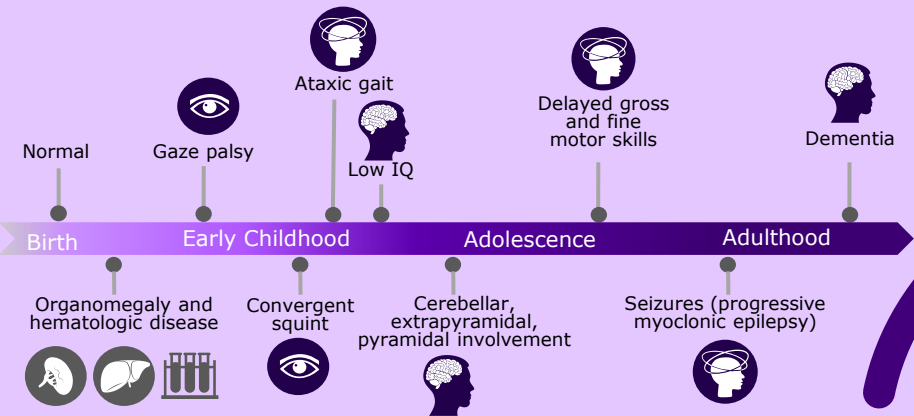 Ataxic gait
Delayed gross
and fine
motor skills
Dementia
Normal
Gaze palsy
Low IQ
Birth
Early Childhood
Adolescence
Adulthood
Organomegaly and
hematologic disease
Convergent
squint
Cerebellar,
extrapyramidal,
pyramidal involvement
Seizures (progressive
myoclonic epilepsy)